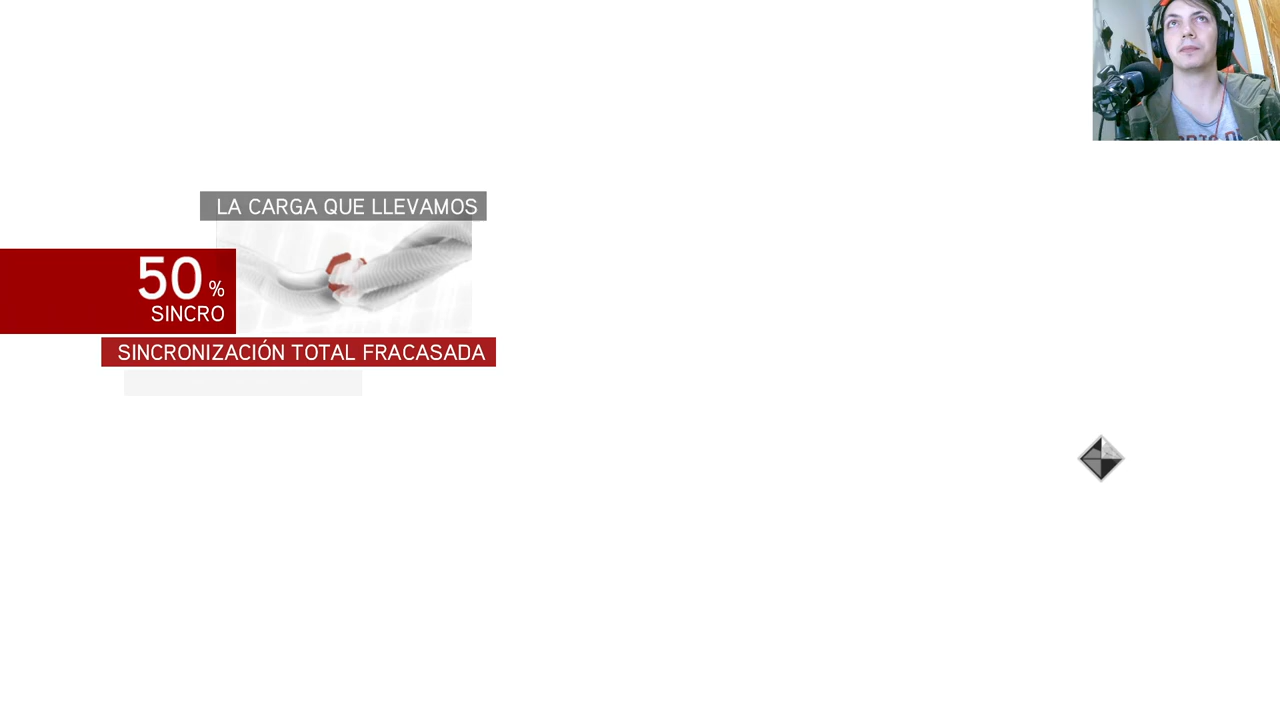 LA CARGA QUE LLEVAMOS
50 %
SINCRO
SINCRONIZACIÓN TOTAL FRACASADA